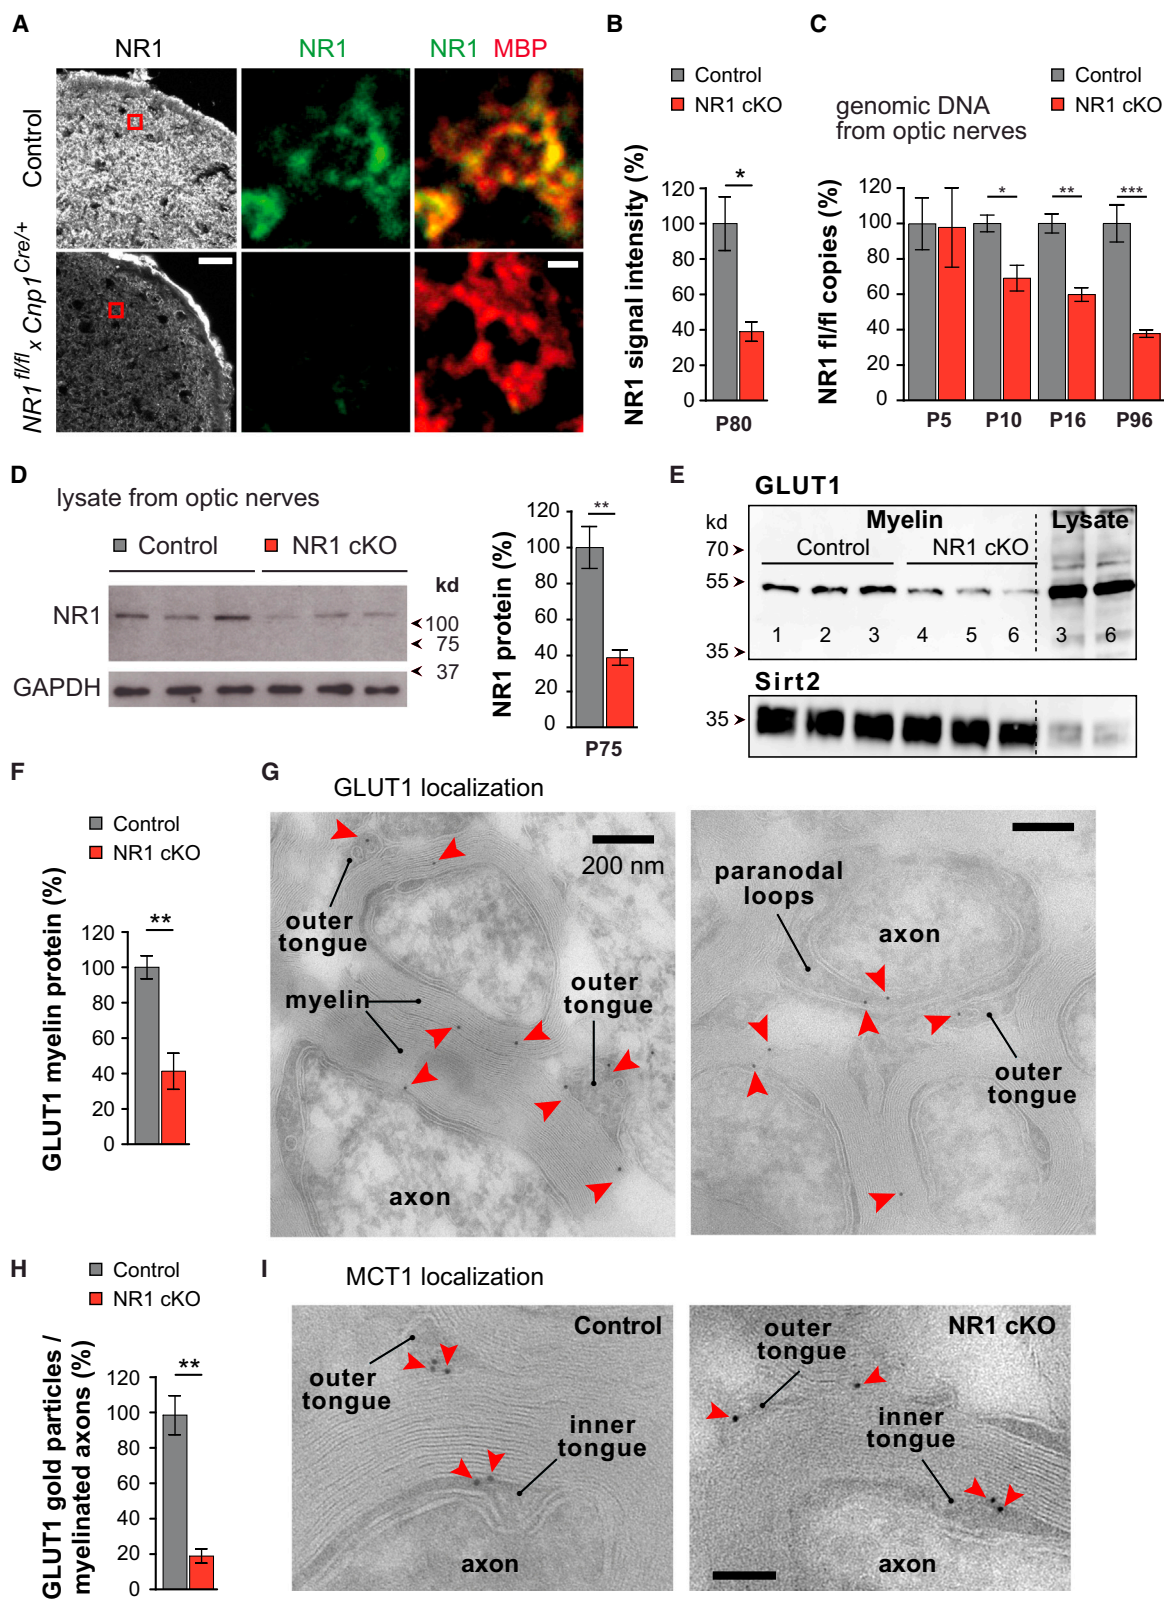 A
NR1
NR1
NR1 MBP
Control
NR1 fl/fl x Cnp1 Cre/+
B
Control
NR1 cKO
NR1 signal intensity (%)
120
100
80
60
40
20
0
*
P80
C
Control
NR1 cKO
genomic DNA
from optic nerves
NR1 fl/fl copies (%)
120
100
80
60
40
20
0
*
**
***
P5 P10 P16 P96
D
lysate from optic nerves
Control NR1 cKO
kd
NR1
100
75
37
GAPDH
NR1 protein (%)
120
100
80
60
40
20
0
**
P75
E
GLUT1
kd
Myelin Lysate
Control NR1 cKO
70
55
35
1 2 3 4 5 6 3 6
Sirt2
35
F
Control
NR1 cKO
GLUT1 myelin protein (%)
120
100
80
60
40
20
0
**
G
GLUT1 localization
200 nm
outer
tongue
myelin
outer
tongue
axon
paranodal
loops
axon
outer
tongue
H
Control
NR1 cKO
GLUT1 gold particles /
myelinated axons (%)
120
100
80
60
40
20
0
**
I
MCT1 localization
Control
outer
tongue
inner
tongue
axon
NR1 cKO
outer
tongue
inner
tongue
axon